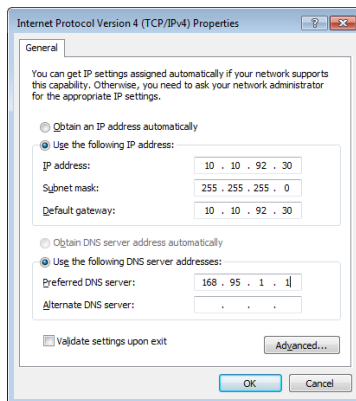 Internet Protocol Version 4 (TCP/IPv4) Properties
General
You can get IP settings assigned automatically if your network supports
this capability. Otherwise, you need to ask your network administrator
for the appropriate IP settings.
Obtain an IP address automatically
Use the following IP address:
IP address: 10 . 10 . 92 . 30
Subnet mask: 255 . 255 . 255 . 0
Default gateway: 10 . 10 . 92 . 30
Obtain DNS server address automatically
Use the following DNS server addresses:
Preferred DNS server: 168 . 95 . 1 . 1
Alternate DNS server: . . .
Validate settings upon exit
Advanced...
OK Cancel